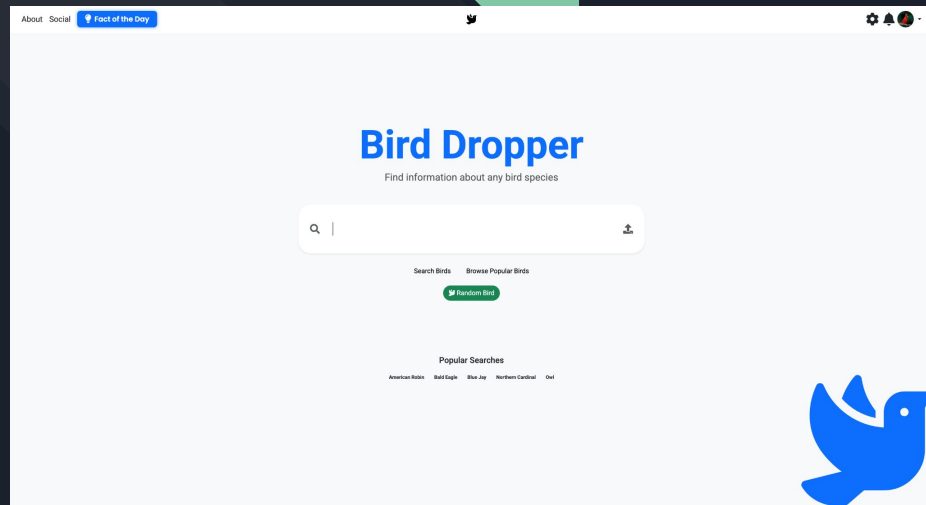 About Social Fact of the Day
Bird Dropper
Find information about any bird species
Search Birds Browse Popular Birds
Random Bird
Popular Searches
American Robin Bald Eagle Blue Jay Northern Cardinal Owl